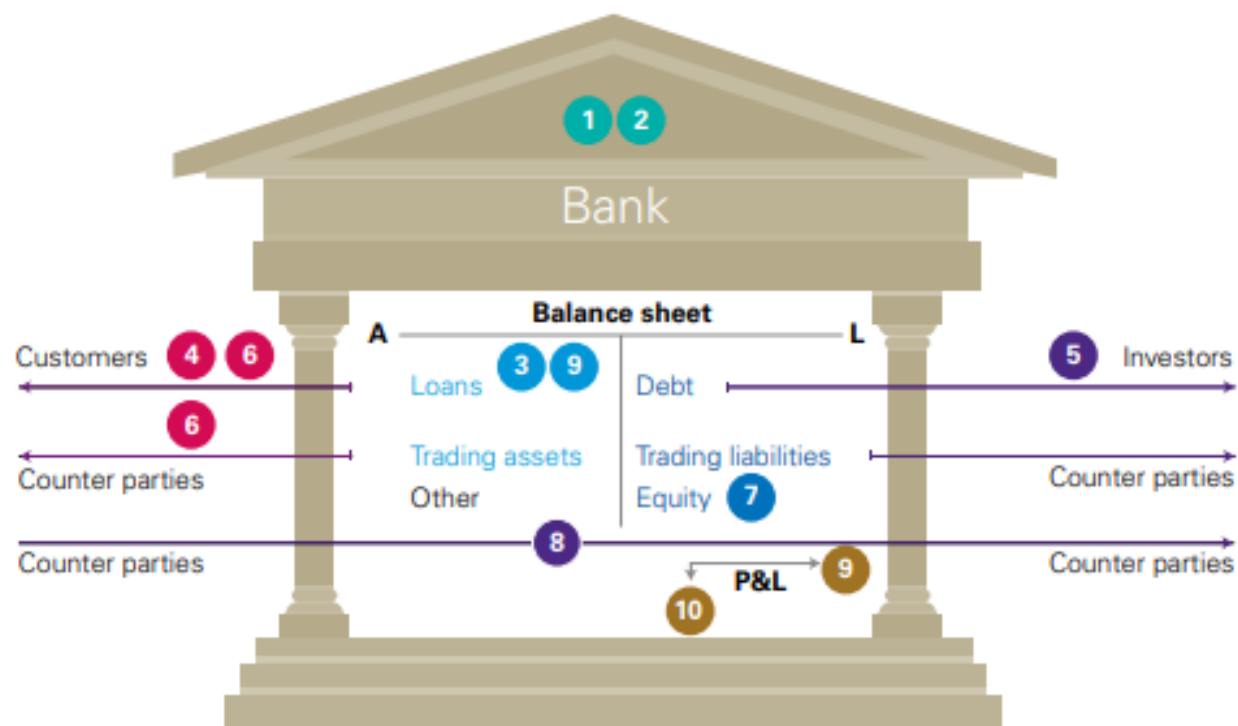 1 2
Bank
Balance sheet
A L
Customers 4 6
3 9
5 Investors
Loans
Debt
6
Trading assets
Trading liabilities
Counter parties
Counter parties
Other
Equity 7
8
Counter parties
Counter parties
P&L
9
10